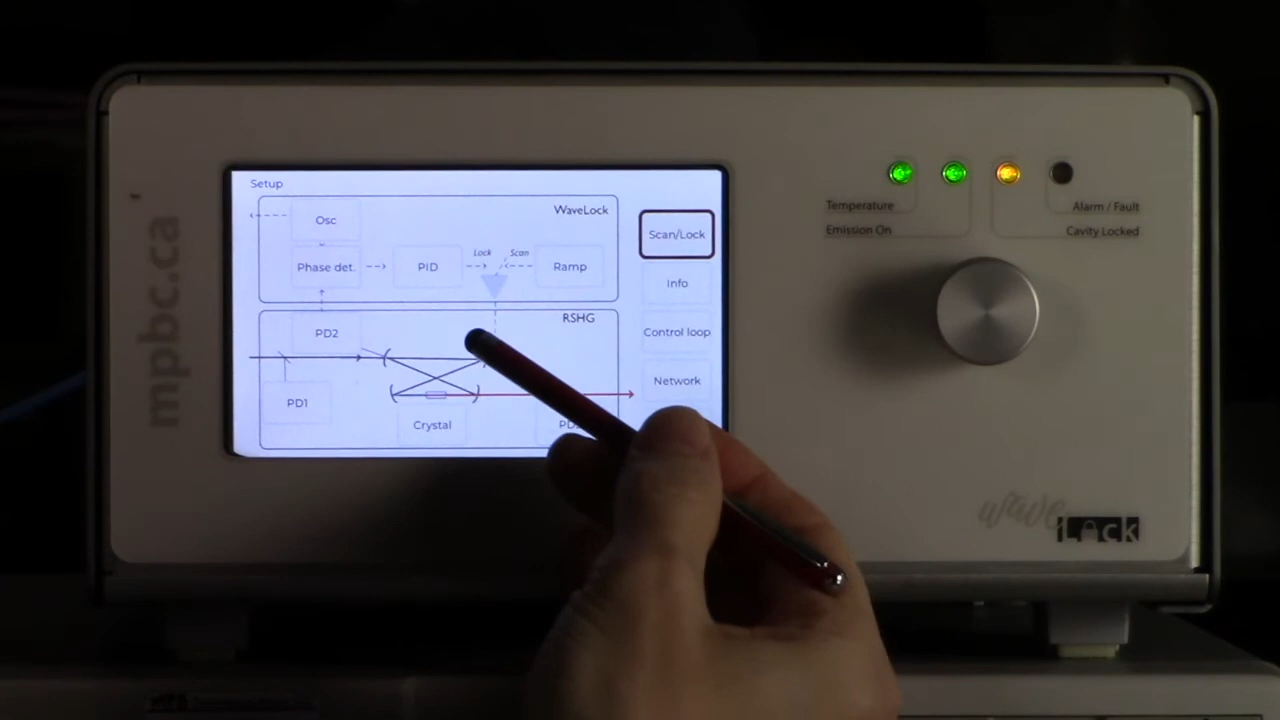 mpbc.ca
Setup
WaveLock
Osc
Phase det.
PID
Lock
Scan
Ramp
RSHG
PD2
PD1
Crystal
Scan/Lock
Info
Control loop
Network
Temperature
Emission On
Alarm / Fault
Cavity Locked
wave
Lock